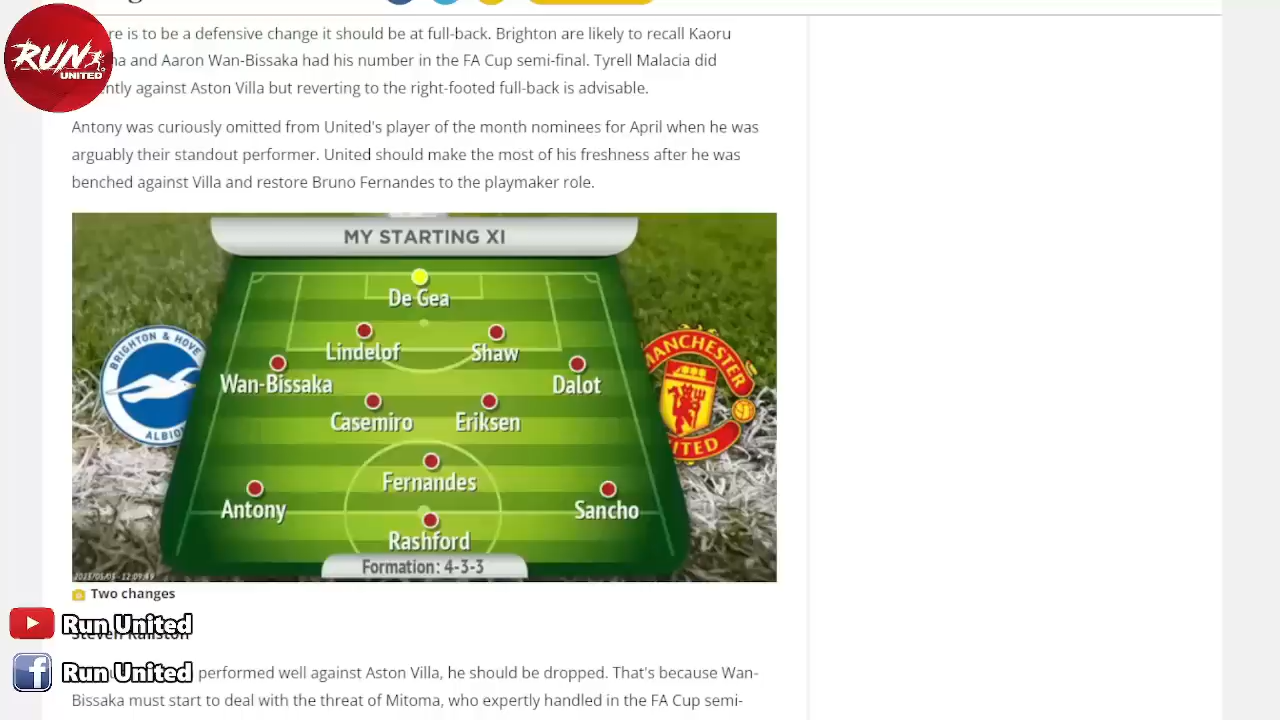 RUN
UNITED
re is to be a defensive change it should be at full-back. Brighton are likely to recall Kaoru
and Aaron Wan-Bissaka had his number in the FA Cup semi-final. Tyrell Malacia did
against Aston Villa but reverting to the right-footed full-back is advisable.
Antony was curiously omitted from United's player of the month nominees for April when he was
arguably their standout performer. United should make the most of his freshness after he was
benched against Villa and restore Bruno Fernandes to the playmaker role.
MY STARTING XI
De Gea
Lindelof Shaw
Wan-Bissaka Dalot
Casemiro Eriksen
Fernandes
Antony Sancho
Rashford
Formation: 4-3-3
BRIGHTON & HOVE
ALBIO
MANCHESTER
UNITED
Two changes
Run United
Run United
performed well against Aston Villa, he should be dropped. That's because Wan-
Bissaka must start to deal with the threat of Mitoma, who expertly handled in the FA Cup semi-